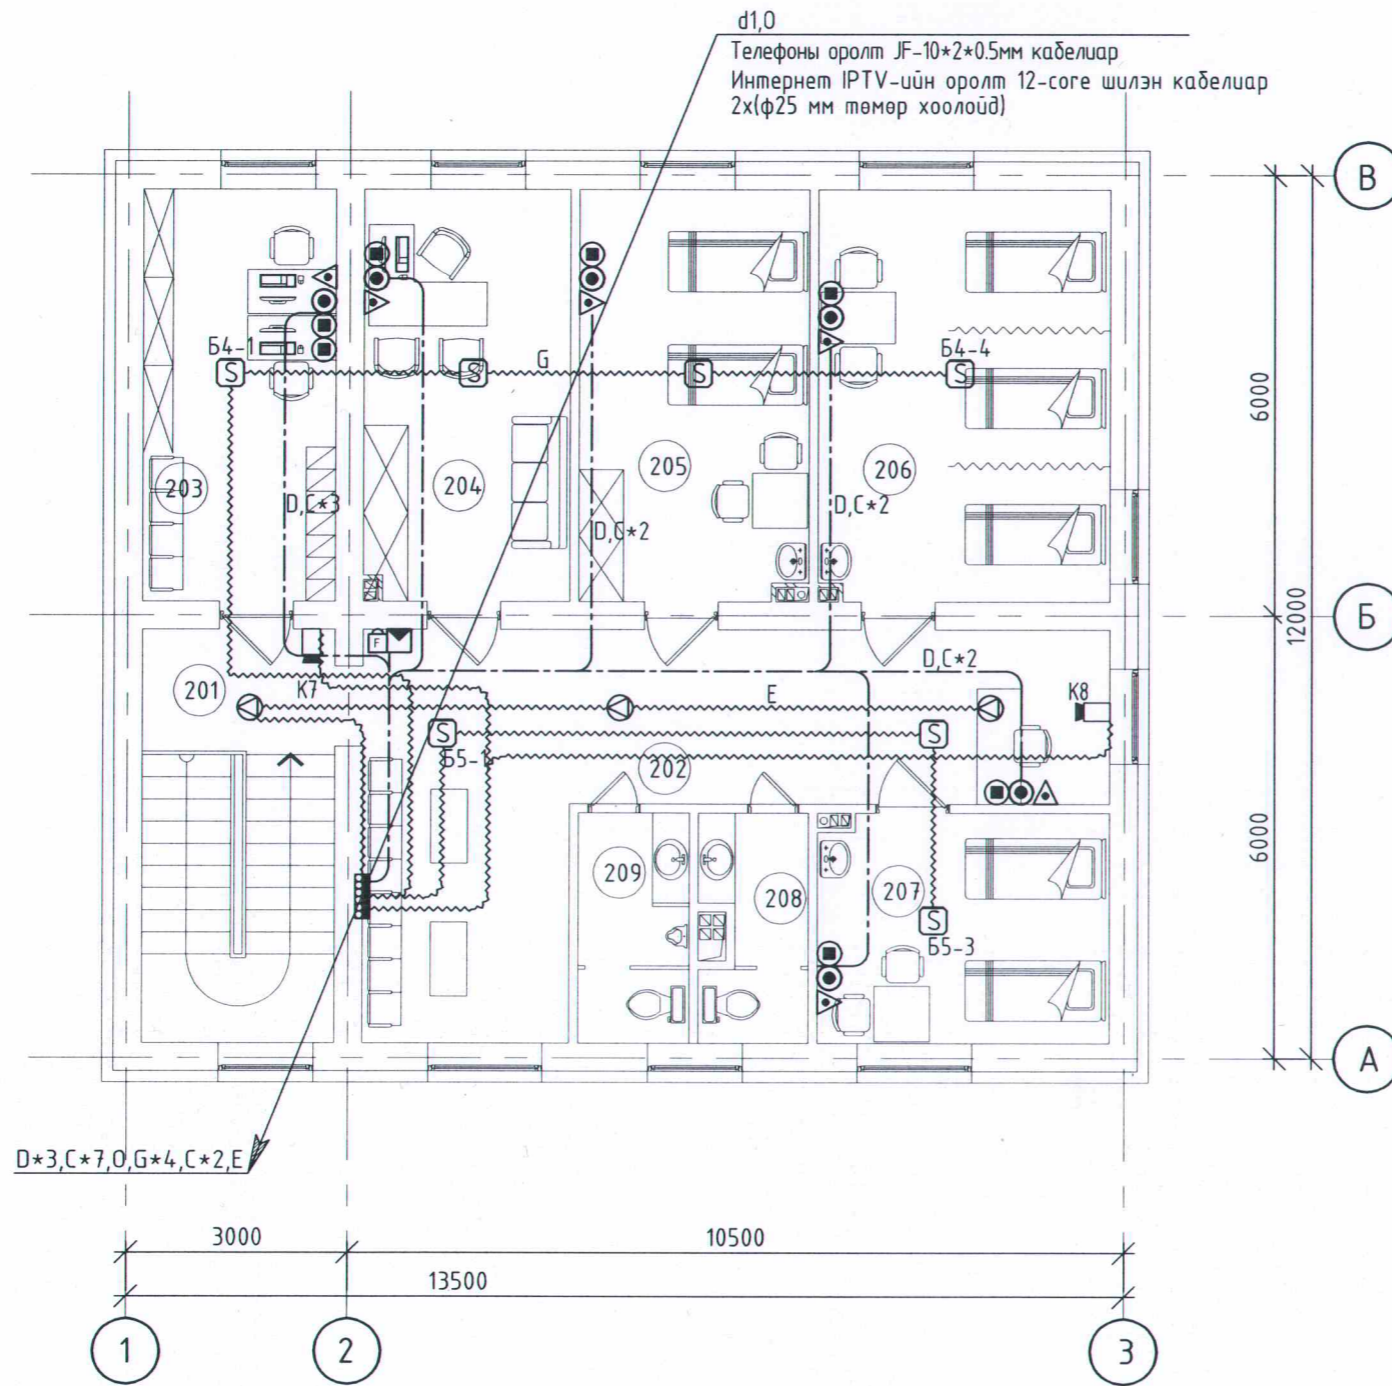 d1,0
Телефоны оролт JF-10*2*0.5мм кабелиар
Интернет IPTV-ийн оролт 12-core шилэн кабелиар
2x(ф25 мм төмөр хоолойд)
В
Б4-1
S
S
G
S
Б4-4
S
6000
203
204
205
206
D,C*3
D,C*2
D,C*2
12000
Б
F
201
K7
D,C*2
E
K8
S
Б5-1
S
202
6000
209
208
207
S
Б5-3
А
D*3,C*7,0,G*4,C*2,E
3000
10500
13500
1
2
3